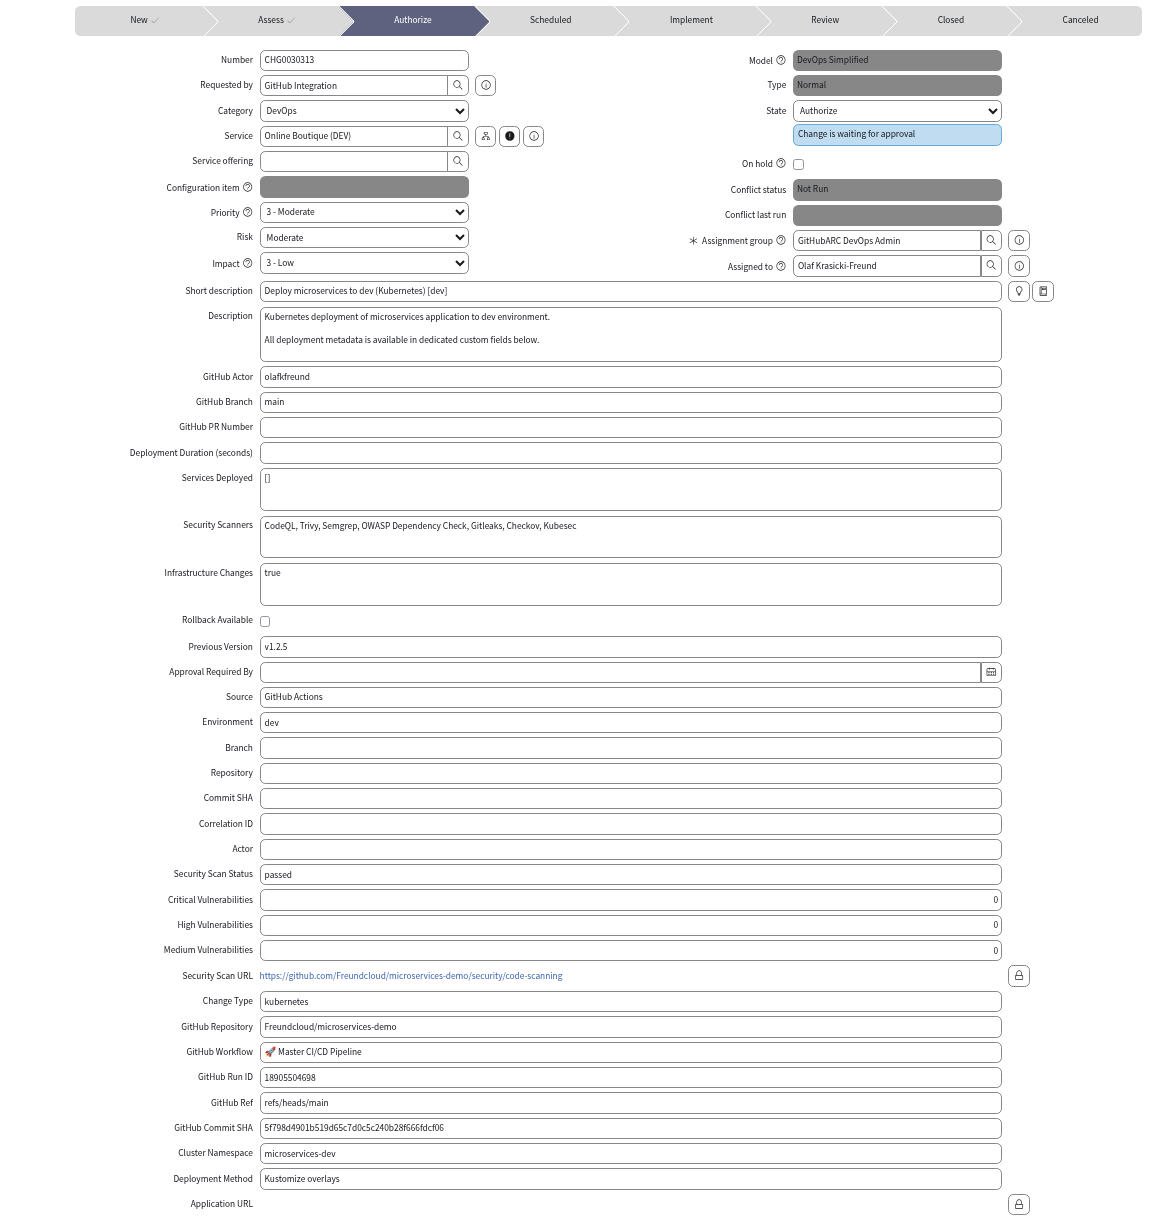 New ✓ Assess ✓ Authorize Scheduled Implement Review Closed Canceled
Number CHG0030313
Requested by GitHub Integration
Category DevOps
Service Online Boutique (DEV)
Service offering
Configuration item
Priority 3 - Moderate
Risk Moderate
Impact 3 - Low
Model DevOps Simplified
Type Normal
State Authorize
Change is waiting for approval
On hold
Conflict status Not Run
Conflict last run
Assignment group GitHubARC DevOps Admin
Assigned to Olaf Krasicki-Freund
Short description Deploy microservices to dev (Kubernetes) [dev]
Description Kubernetes deployment of microservices application to dev environment.
All deployment metadata is available in dedicated custom fields below.
GitHub Actor olafkfreund
GitHub Branch main
GitHub PR Number
Deployment Duration (seconds)
Services Deployed []
Security Scanners CodeQL, Trivy, Semgrep, OWASP Dependency Check, Gitleaks, Checkov, Kubesec
Infrastructure Changes true
Rollback Available
Previous Version v1.2.5
Approval Required By
Source GitHub Actions
Environment dev
Branch
Repository
Commit SHA
Correlation ID
Actor
Security Scan Status passed
Critical Vulnerabilities 0
High Vulnerabilities 0
Medium Vulnerabilities 0
Security Scan URL https://github.com/Freundcloud/microservices-demo/security/code-scanning
Change Type kubernetes
GitHub Repository Freundcloud/microservices-demo
GitHub Workflow 🚀 Master CI/CD Pipeline
GitHub Run ID 18905504698
GitHub Ref refs/heads/main
GitHub Commit SHA 5f798d4901b519d65c7d0c5c240b28f666fdcf06
Cluster Namespace microservices-dev
Deployment Method Kustomize overlays
Application URL